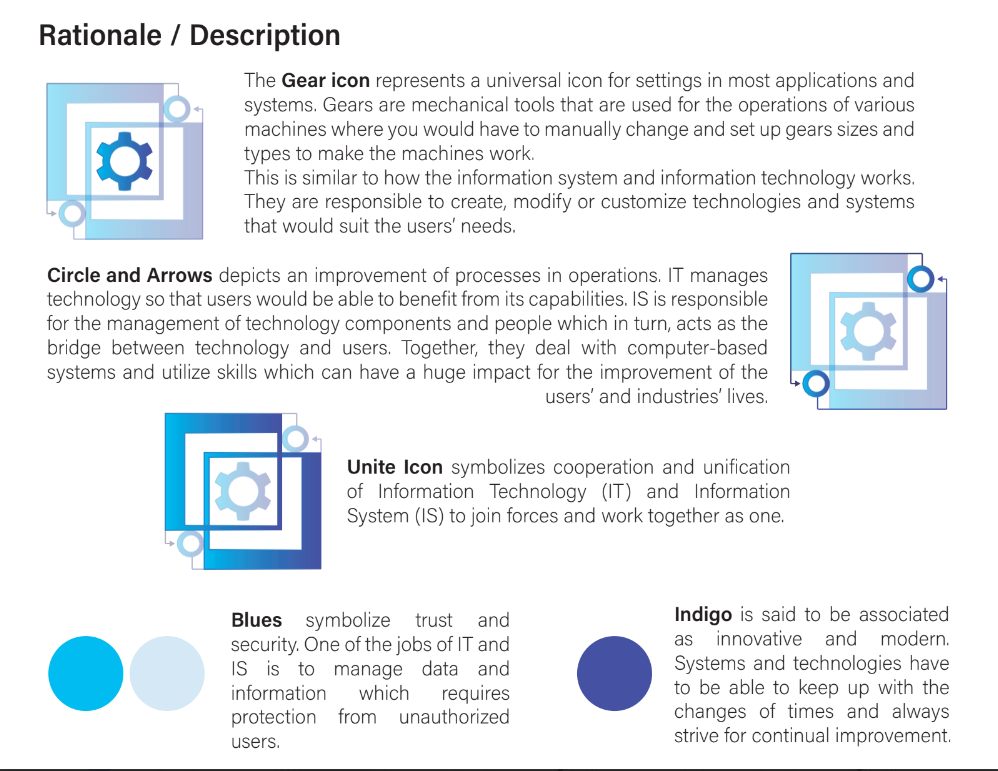 Rationale / Description
The Gear icon represents a universal icon for settings in most applications and
systems. Gears are mechanical tools that are used for the operations of various
machines where you would have to manually change and set up gears sizes and
types to make the machines work.
This is similar to how the information system and information technology works.
They are responsible to create, modify or customize technologies and systems
that would suit the users' needs.
Circle and Arrows depicts an improvement of processes in operations. IT manages
technology so that users would be able to benefit from its capabilities. IS is responsible
for the management of technology components and people which in turn, acts as the
bridge between technology and users. Together, they deal with computer-based
systems and utilize skills which can have a huge impact for the improvement of the
users' and industries' lives.
Unite Icon symbolizes cooperation and unification
of Information Technology (IT) and Information
System (IS) to join forces and work together as one.
Blues symbolize trust and
security. One of the jobs of IT and
IS is to manage data and
information which requires
protection from unauthorized
users.
Indigo is said to be associated
as innovative and modern.
Systems and technologies have
to be able to keep up with the
changes of times and always
strive for continual improvement.